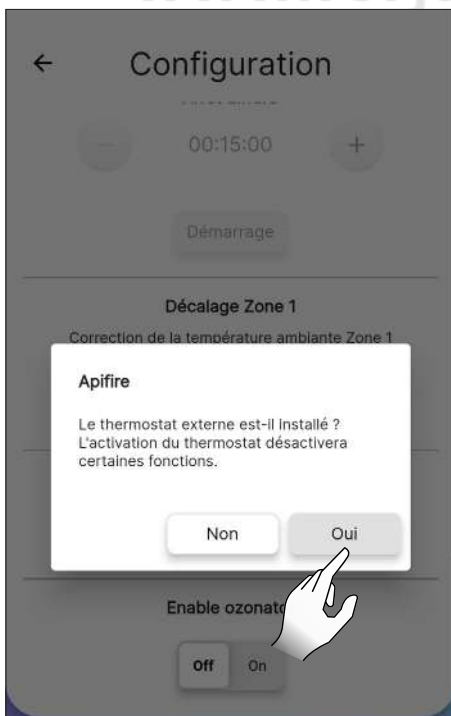 ← Configuration
− 00:15:00 +
Démarrage
Décalage Zone 1
Correction de la température ambiante Zone 1
Apifire
Le thermostat externe est-il installé ?
L'activation du thermostat désactivera
certaines fonctions.
Non Oui
Enable ozonato
Off On